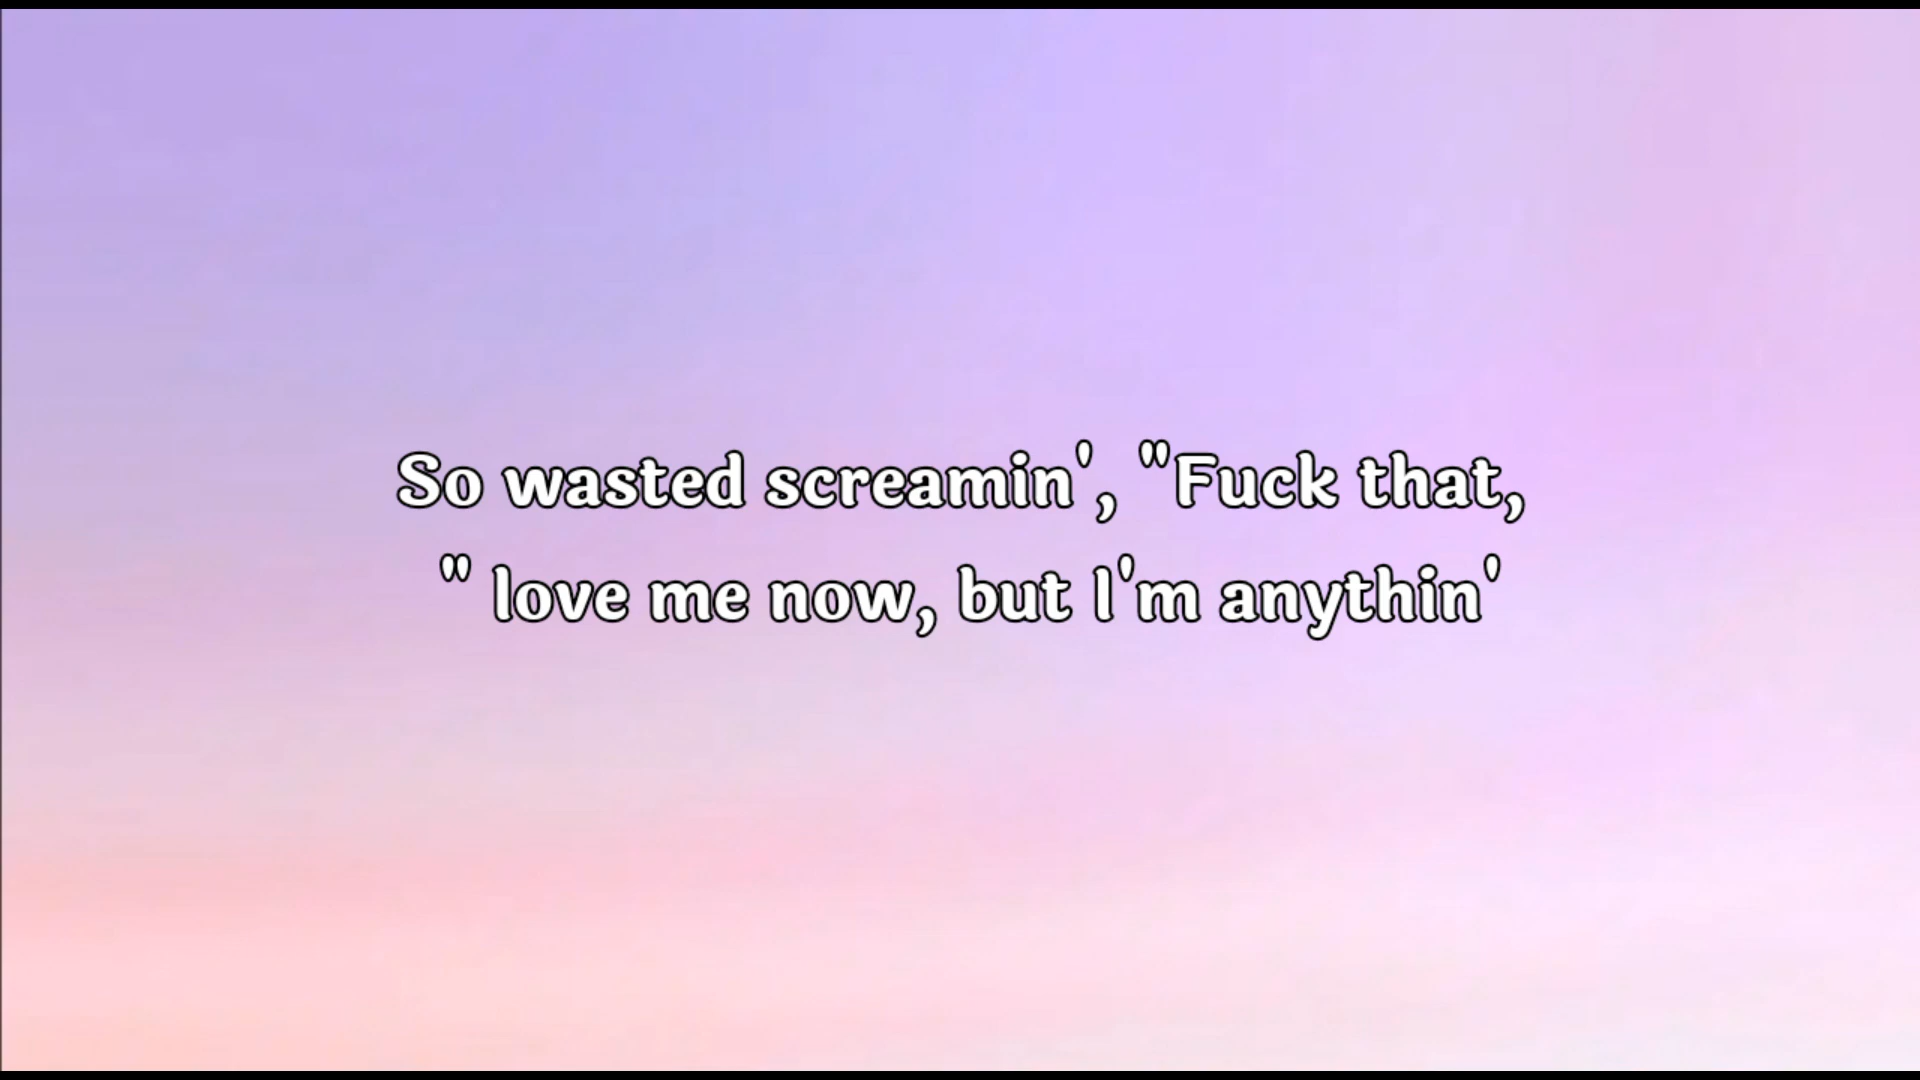 So wasted screamin', "Fuck that,
" love me now, but I'm anythin'